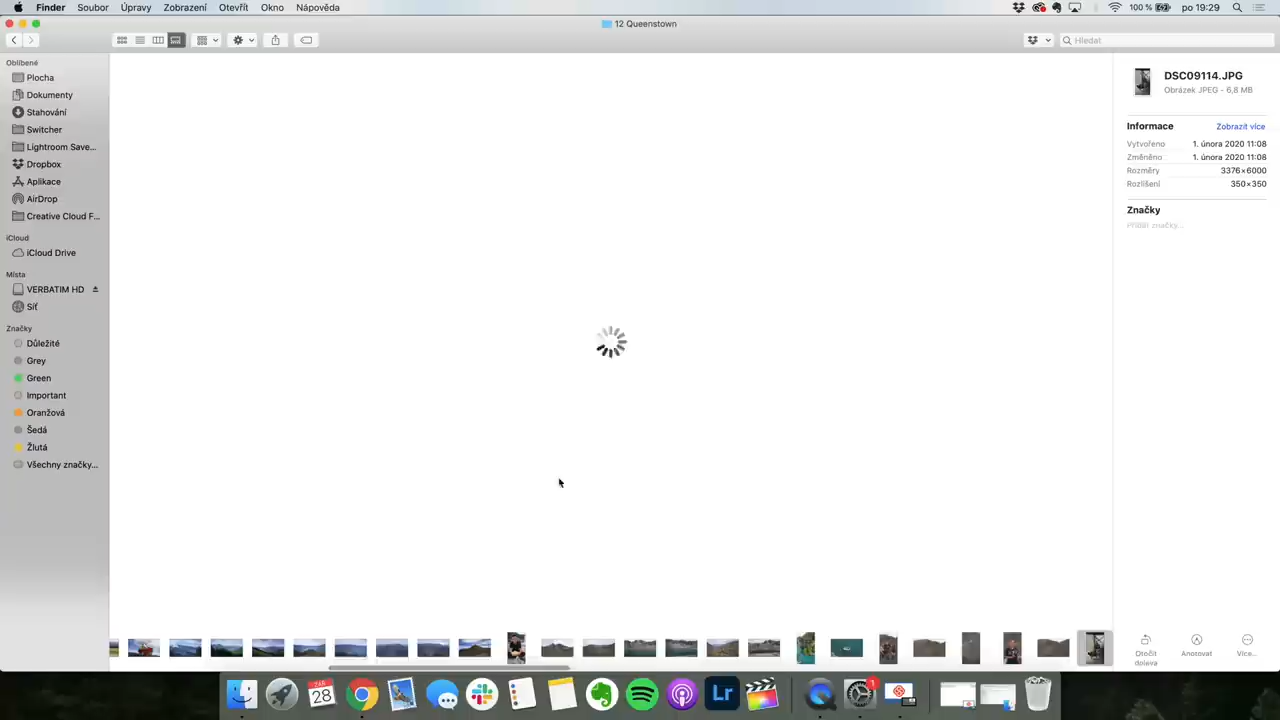 Finder Soubor Úpravy Zobrazení Otevřít Okno Nápověda 100 % po 19:29
12 Queenstown
Hledat
Oblíbené
Plocha
Dokumenty
Stahování
Switcher
Lightroom Save...
Dropbox
Aplikace
AirDrop
Creative Cloud F...
iCloud
iCloud Drive
Místa
VERBATIM HD
Síť
Značky
Důležité
Grey
Green
Important
Oranžová
Šedá
Žlutá
Všechny značky...
DSC09114.JPG
Obrázek JPEG - 6,8 MB
Informace Zobrazit více
Vytvořeno 1. února 2020 11:08
Změněno 1. února 2020 11:08
Rozměry 3376×6000
Rozlišení 350×350
Značky
Přidat značky...
Otočit doleva
Anotovat
Více...
28
Lr
1